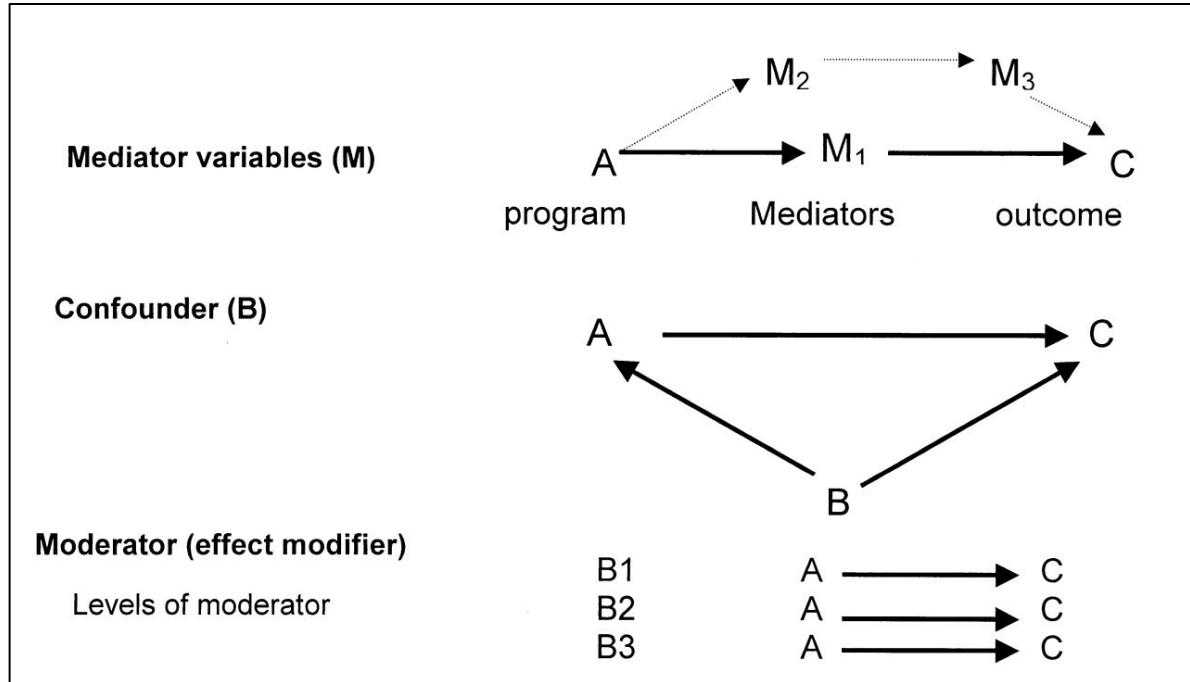 M₂ M₃
Mediator variables (M) A M₁ C
program Mediators outcome
Confounder (B)
A C
B
Moderator (effect modifier)
B1 A C
Levels of moderator
B2 A C
B3 A C